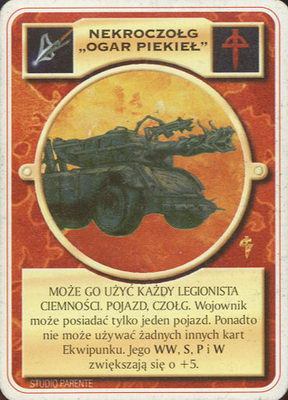 NEKROCZOŁG
„OGAR PIEKIEŁ”
MOŻE GO UŻYĆ KAŻDY LEGIONISTA
CIEMNOŚCI. POJAZD, CZOŁG. Wojownik
może posiadać tylko jeden pojazd. Ponadto
nie może używać żadnych innych kart
Ekwipunku. Jego WW, S, P i W
zwiększają się o +5.
STUDIO PARENTE